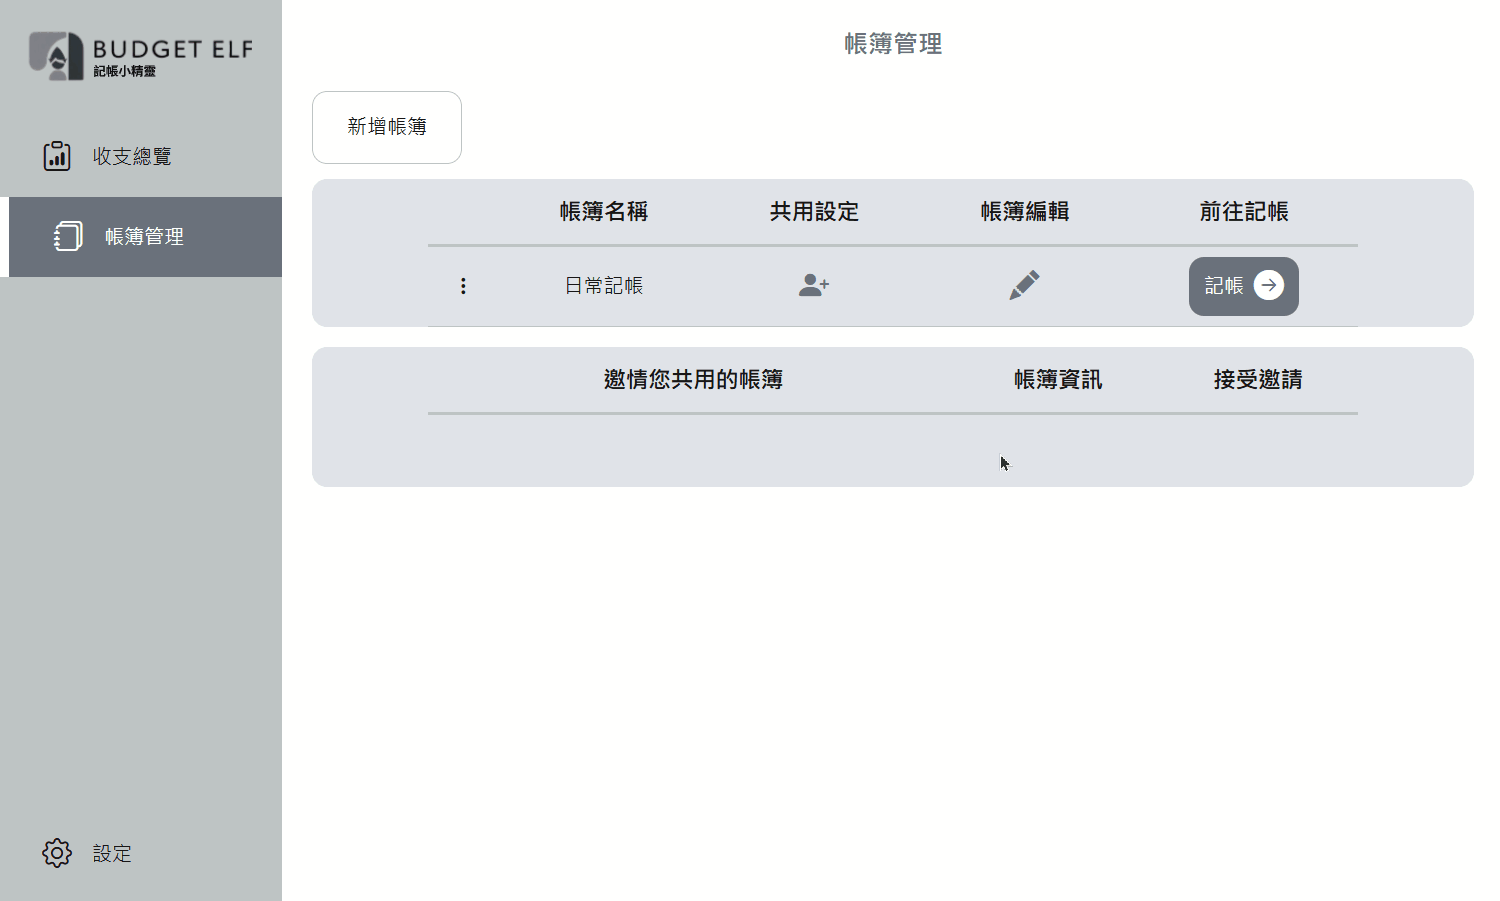 BUDGET ELF
記帳小精靈
收支總覽
帳簿管理
設定
帳簿管理
新增帳簿
帳簿名稱 共用設定 帳簿編輯 前往記帳
日常記帳 記帳
邀情您共用的帳簿 帳簿資訊 接受邀請